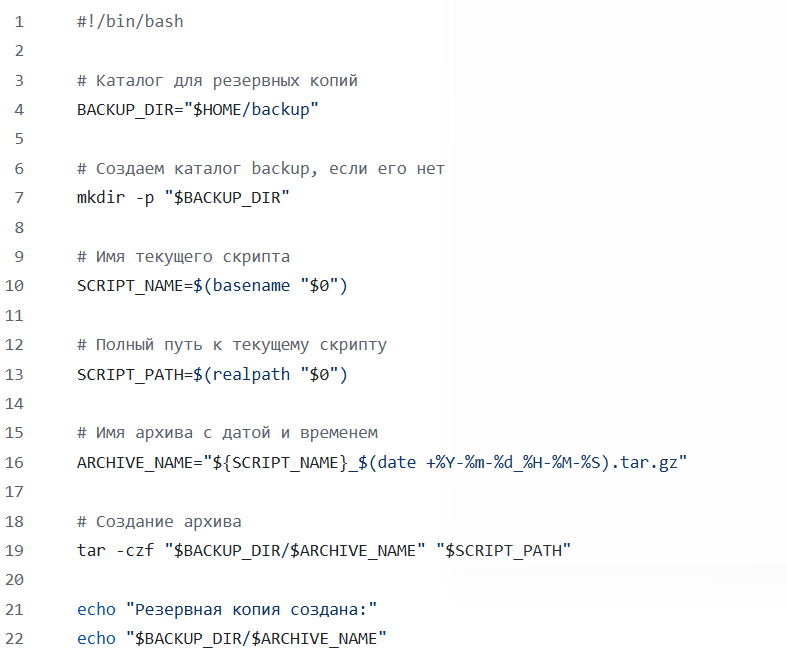 1 #!/bin/bash
2
3 # Каталог для резервных копий
4 BACKUP_DIR="$HOME/backup"
5
6 # Создаем каталог backup, если его нет
7 mkdir -p "$BACKUP_DIR"
8
9 # Имя текущего скрипта
10 SCRIPT_NAME=$(basename "$0")
11
12 # Полный путь к текущему скрипту
13 SCRIPT_PATH=$(realpath "$0")
14
15 # Имя архива с датой и временем
16 ARCHIVE_NAME="${SCRIPT_NAME}_$(date +%Y-%m-%d_%H-%M-%S).tar.gz"
17
18 # Создание архива
19 tar -czf "$BACKUP_DIR/$ARCHIVE_NAME" "$SCRIPT_PATH"
20
21 echo "Резервная копия создана:"
22 echo "$BACKUP_DIR/$ARCHIVE_NAME"